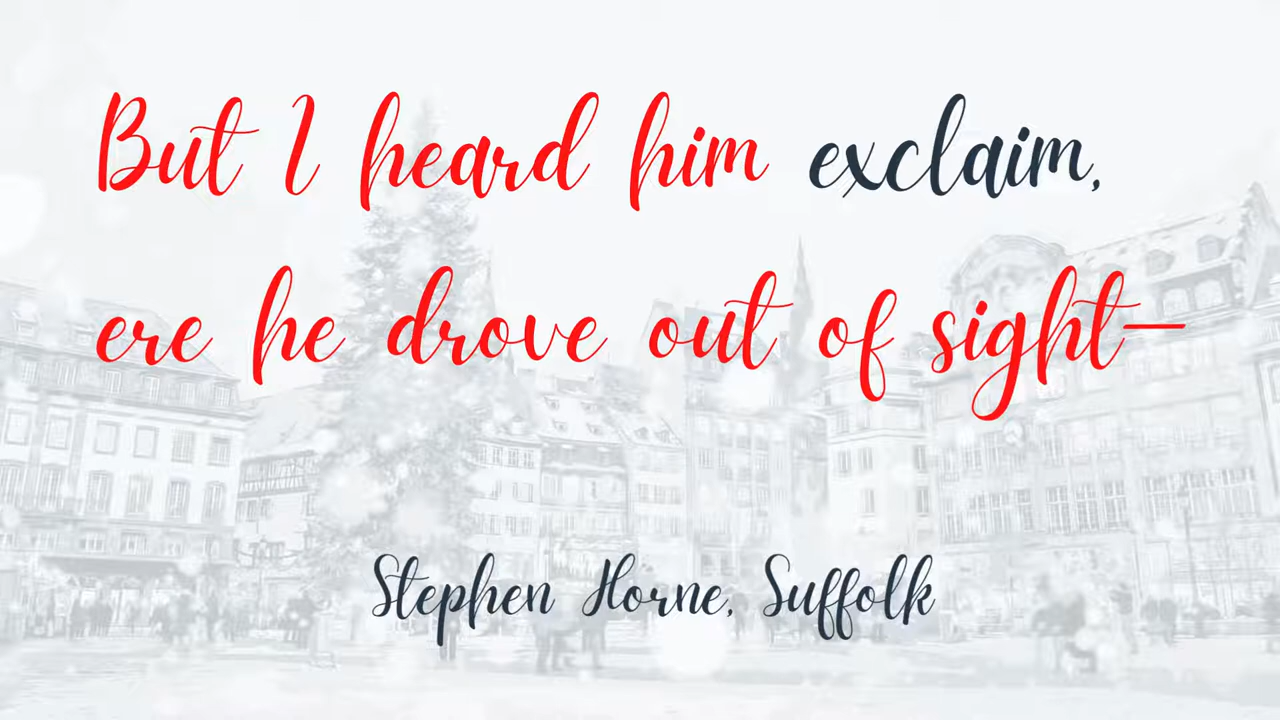 But I heard him exclaim,
ere he drove out of sight—
Stephen Horne, Suffolk